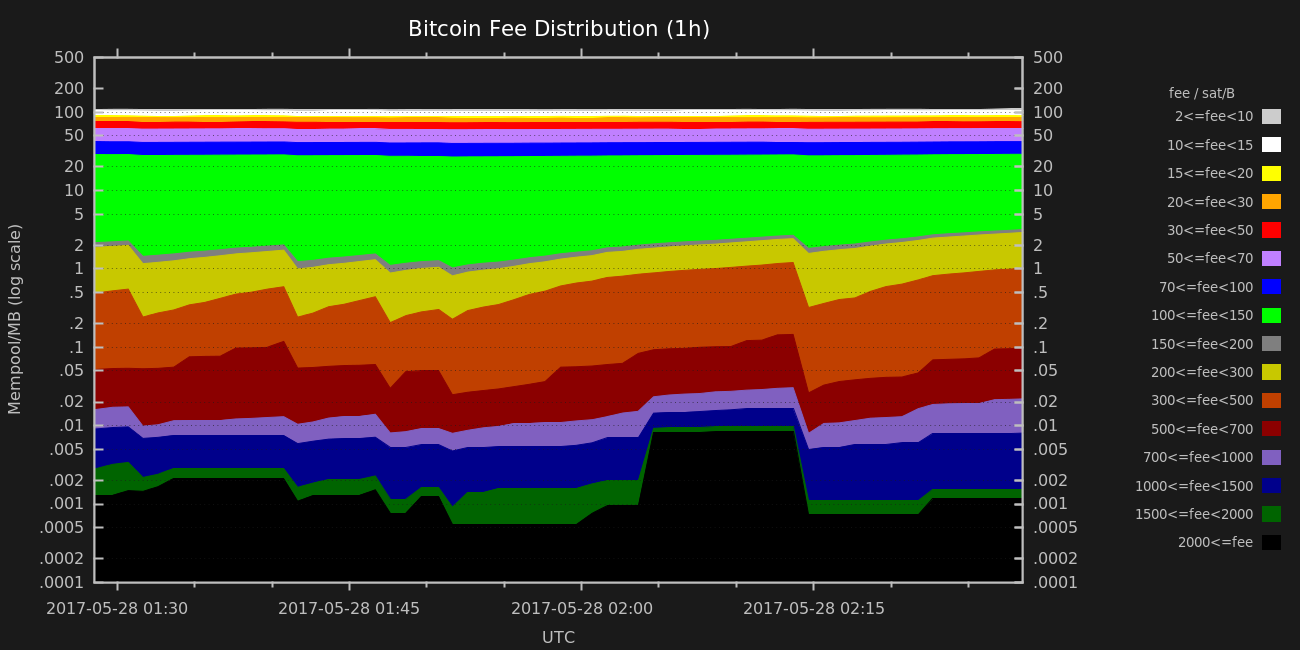 Bitcoin Fee Distribution (1h)
500
200
100
50
20
10
5
2
1
.5
.2
.1
.05
.02
.01
.005
.002
.001
.0005
.0002
.0001
Mempool/MB (log scale)
500
200
100
50
20
10
5
2
1
.5
.2
.1
.05
.02
.01
.005
.002
.001
.0005
.0002
.0001
2017-05-28 01:30
2017-05-28 01:45
2017-05-28 02:00
2017-05-28 02:15
UTC
fee / sat/B
2<=fee<10
10<=fee<15
15<=fee<20
20<=fee<30
30<=fee<50
50<=fee<70
70<=fee<100
100<=fee<150
150<=fee<200
200<=fee<300
300<=fee<500
500<=fee<700
700<=fee<1000
1000<=fee<1500
1500<=fee<2000
2000<=fee